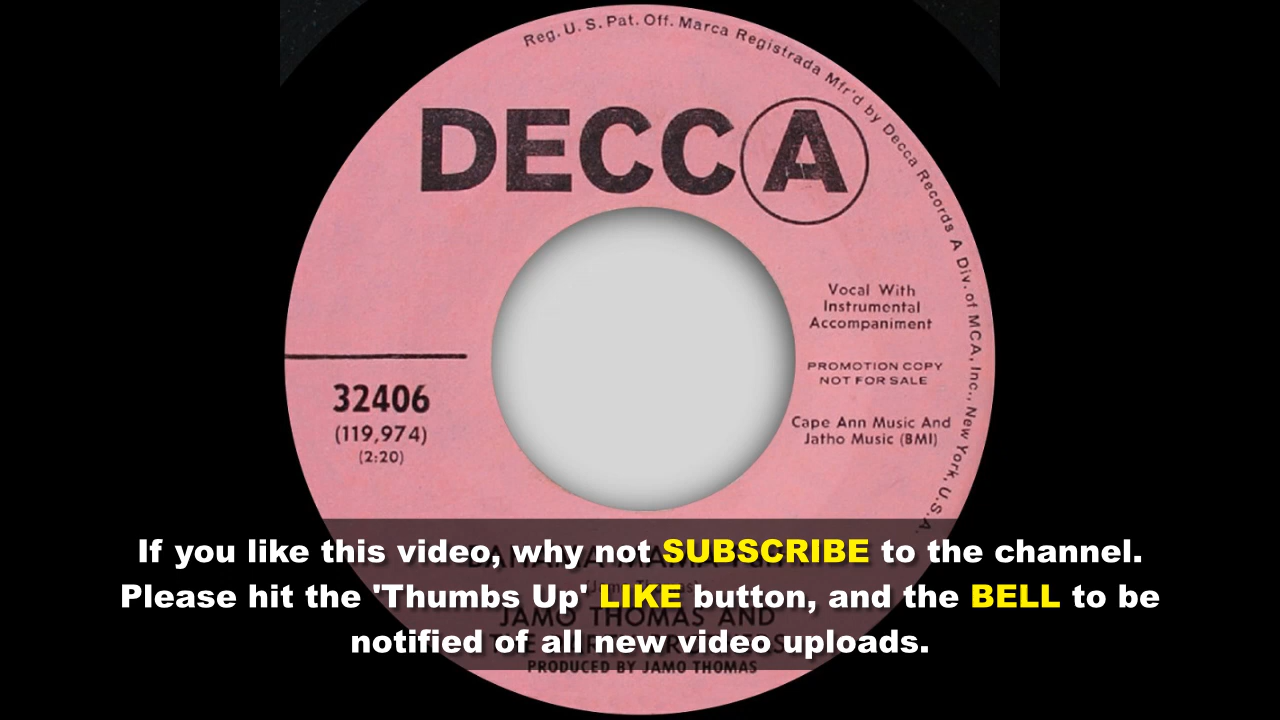 Reg. U.S. Pat. Off. Marca Registrada Mfr'd by Decca Records A Div. of MCA, Inc., New York, U.S.A.
DECCA
Vocal With
Instrumental
Accompaniment
PROMOTION COPY
NOT FOR SALE
32406
(119,974)
(2:20)
Cape Ann Music And
Jatho Music (BMI)
If you like this video, why not SUBSCRIBE to the channel.
Please hit the 'Thumbs Up' LIKE button, and the BELL to be
notified of all new video uploads.
(Jamo Thomas)
JAMO THOMAS AND
PRODUCED BY JAMO THOMAS